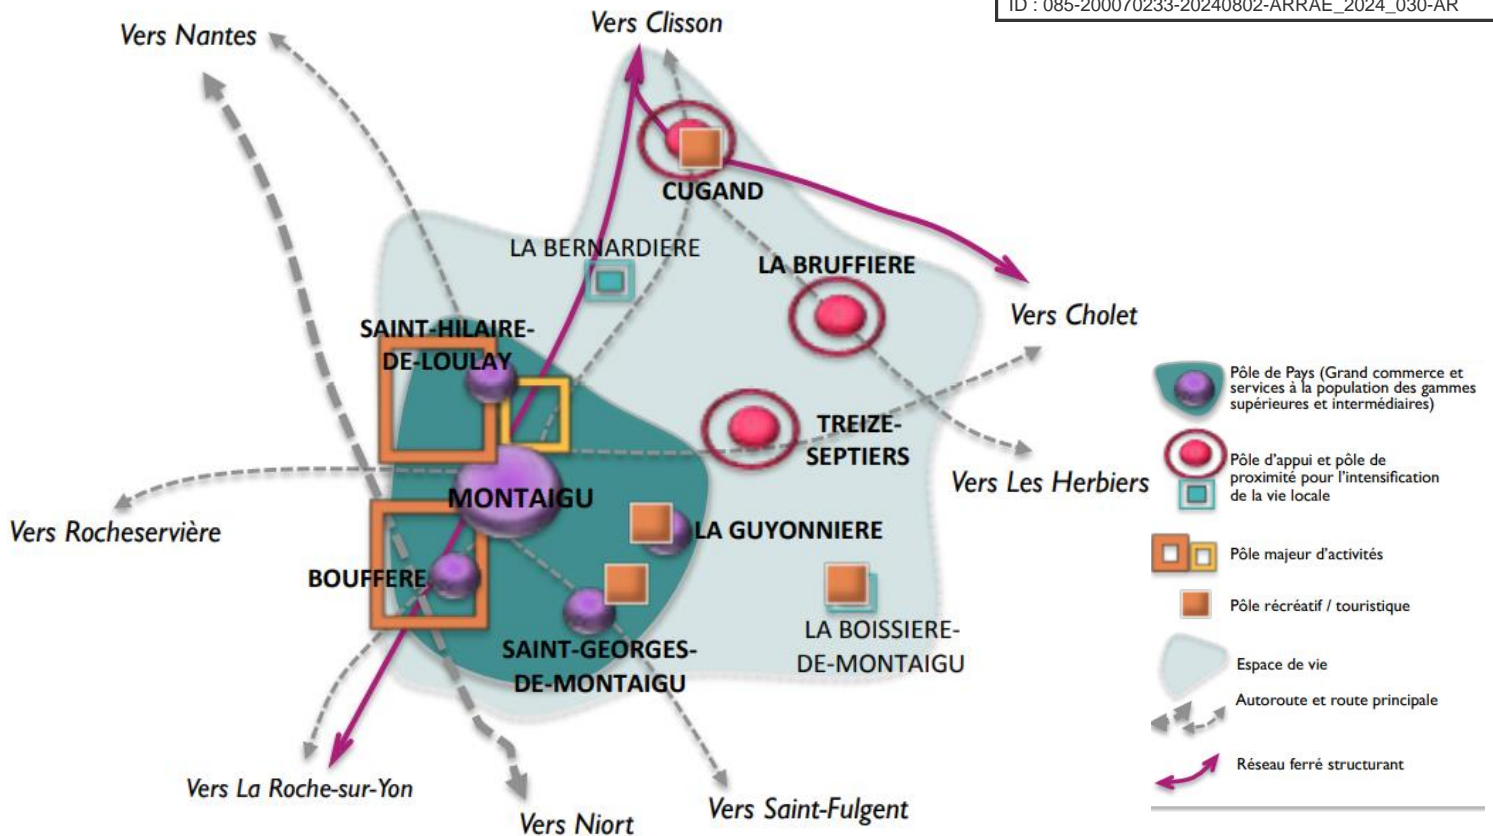 ID : 085-200070233-20240802-ARRAE_2024_030-AR
Vers Nantes
Vers Clisson
CUGAND
LA BERNARDIERE
LA BRUFFIERE
Vers Cholet
SAINT-HILAIRE-
DE-LOULAY
TREIZE-
SEPTIERS
Vers Les Herbiers
MONTAIGU
Vers Rocheservière
LA GUYONNIERE
BOUFFERE
LA BOISSIERE-
DE-MONTAIGU
SAINT-GEORGES-
DE-MONTAIGU
Vers La Roche-sur-Yon
Vers Niort
Vers Saint-Fulgent
Pôle de Pays (Grand commerce et
services à la population des gammes
supérieures et intermédiaires)
Pôle d'appui et pôle de
proximité pour l'intensification
de la vie locale
Pôle majeur d'activités
Pôle récréatif / touristique
Espace de vie
Autoroute et route principale
Réseau ferré structurant